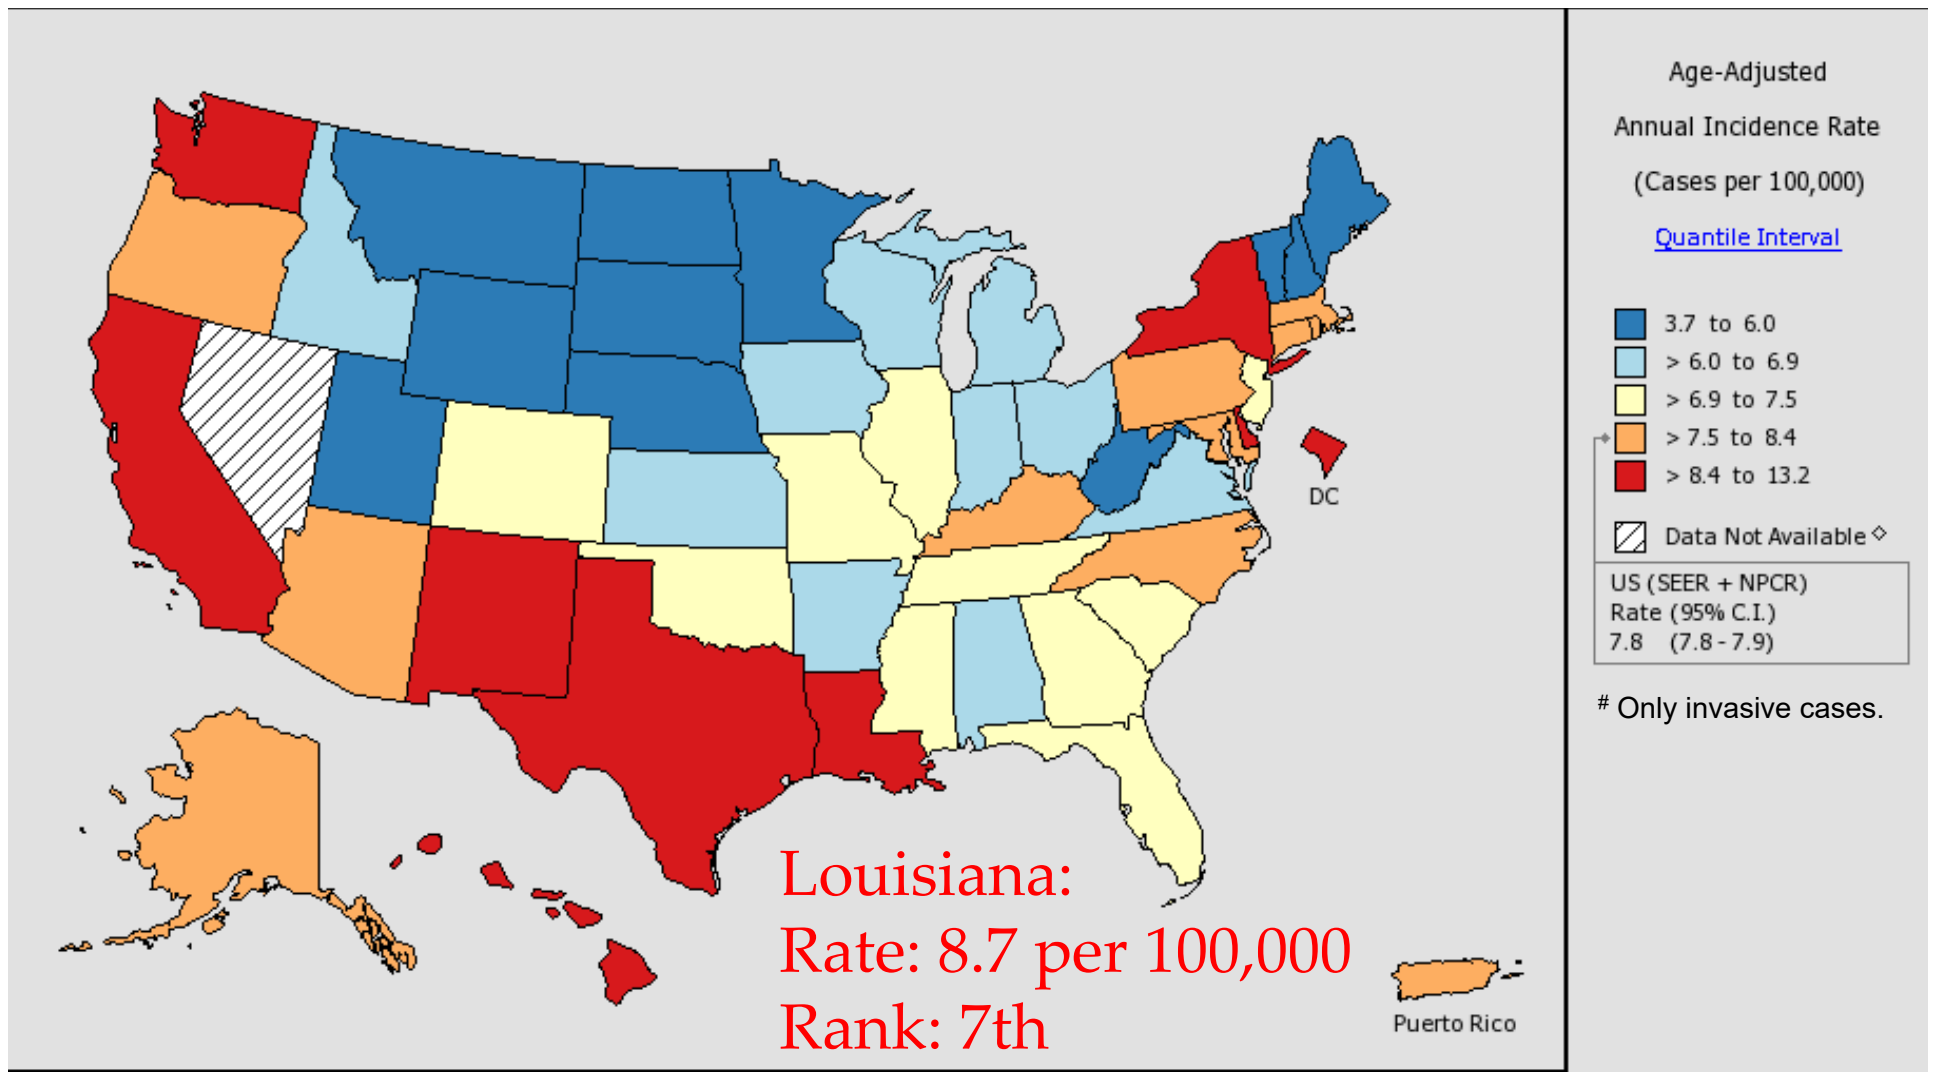 Age-Adjusted
Annual Incidence Rate
(Cases per 100,000)
Quantile Interval
3.7 to 6.0
> 6.0 to 6.9
> 6.9 to 7.5
> 7.5 to 8.4
> 8.4 to 13.2
Data Not Available ◇
US (SEER + NPCR)
Rate (95% C.I.)
7.8 (7.8 - 7.9)
# Only invasive cases.
DC
Louisiana:
Rate: 8.7 per 100,000
Rank: 7th
Puerto Rico